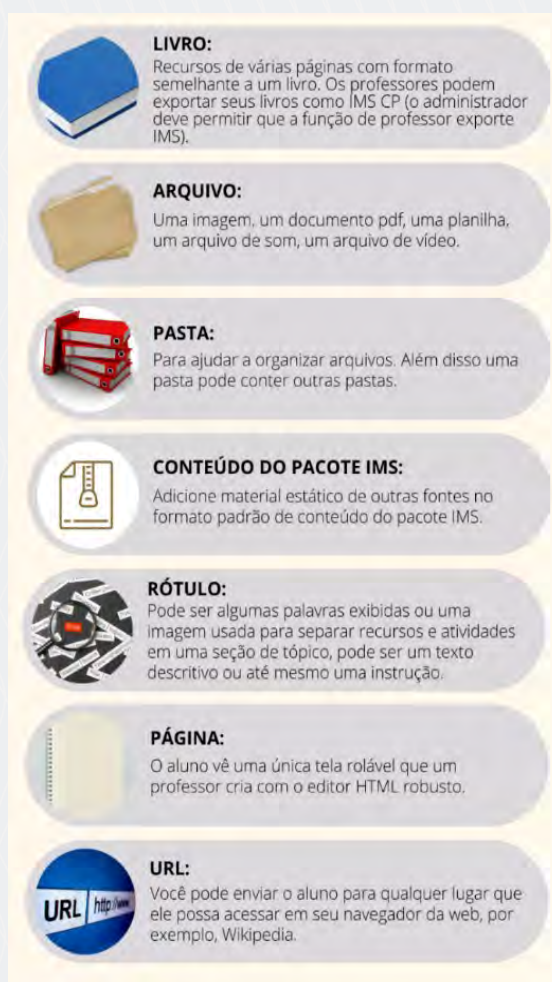 LIVRO:
Recursos de várias páginas com formato
semelhante a um livro. Os professores podem
exportar seus livros como IMS CP (o administrador
deve permitir que a função de professor exporte
IMS).
ARQUIVO:
Uma imagem, um documento pdf, uma planilha,
um arquivo de som, um arquivo de vídeo.
PASTA:
Para ajudar a organizar arquivos. Além disso uma
pasta pode conter outras pastas.
CONTEÚDO DO PACOTE IMS:
Adicione material estático de outras fontes no
formato padrão de conteúdo do pacote IMS.
RÓTULO:
Pode ser algumas palavras exibidas ou uma
imagem usada para separar recursos e atividades
em uma seção de tópico, pode ser um texto
descritivo ou até mesmo uma instrução.
PÁGINA:
O aluno vê uma única tela rolável que um
professor cria com o editor HTML robusto.
URL:
Você pode enviar o aluno para qualquer lugar que
ele possa acessar em seu navegador da web, por
exemplo, Wikipedia.
URL http://www